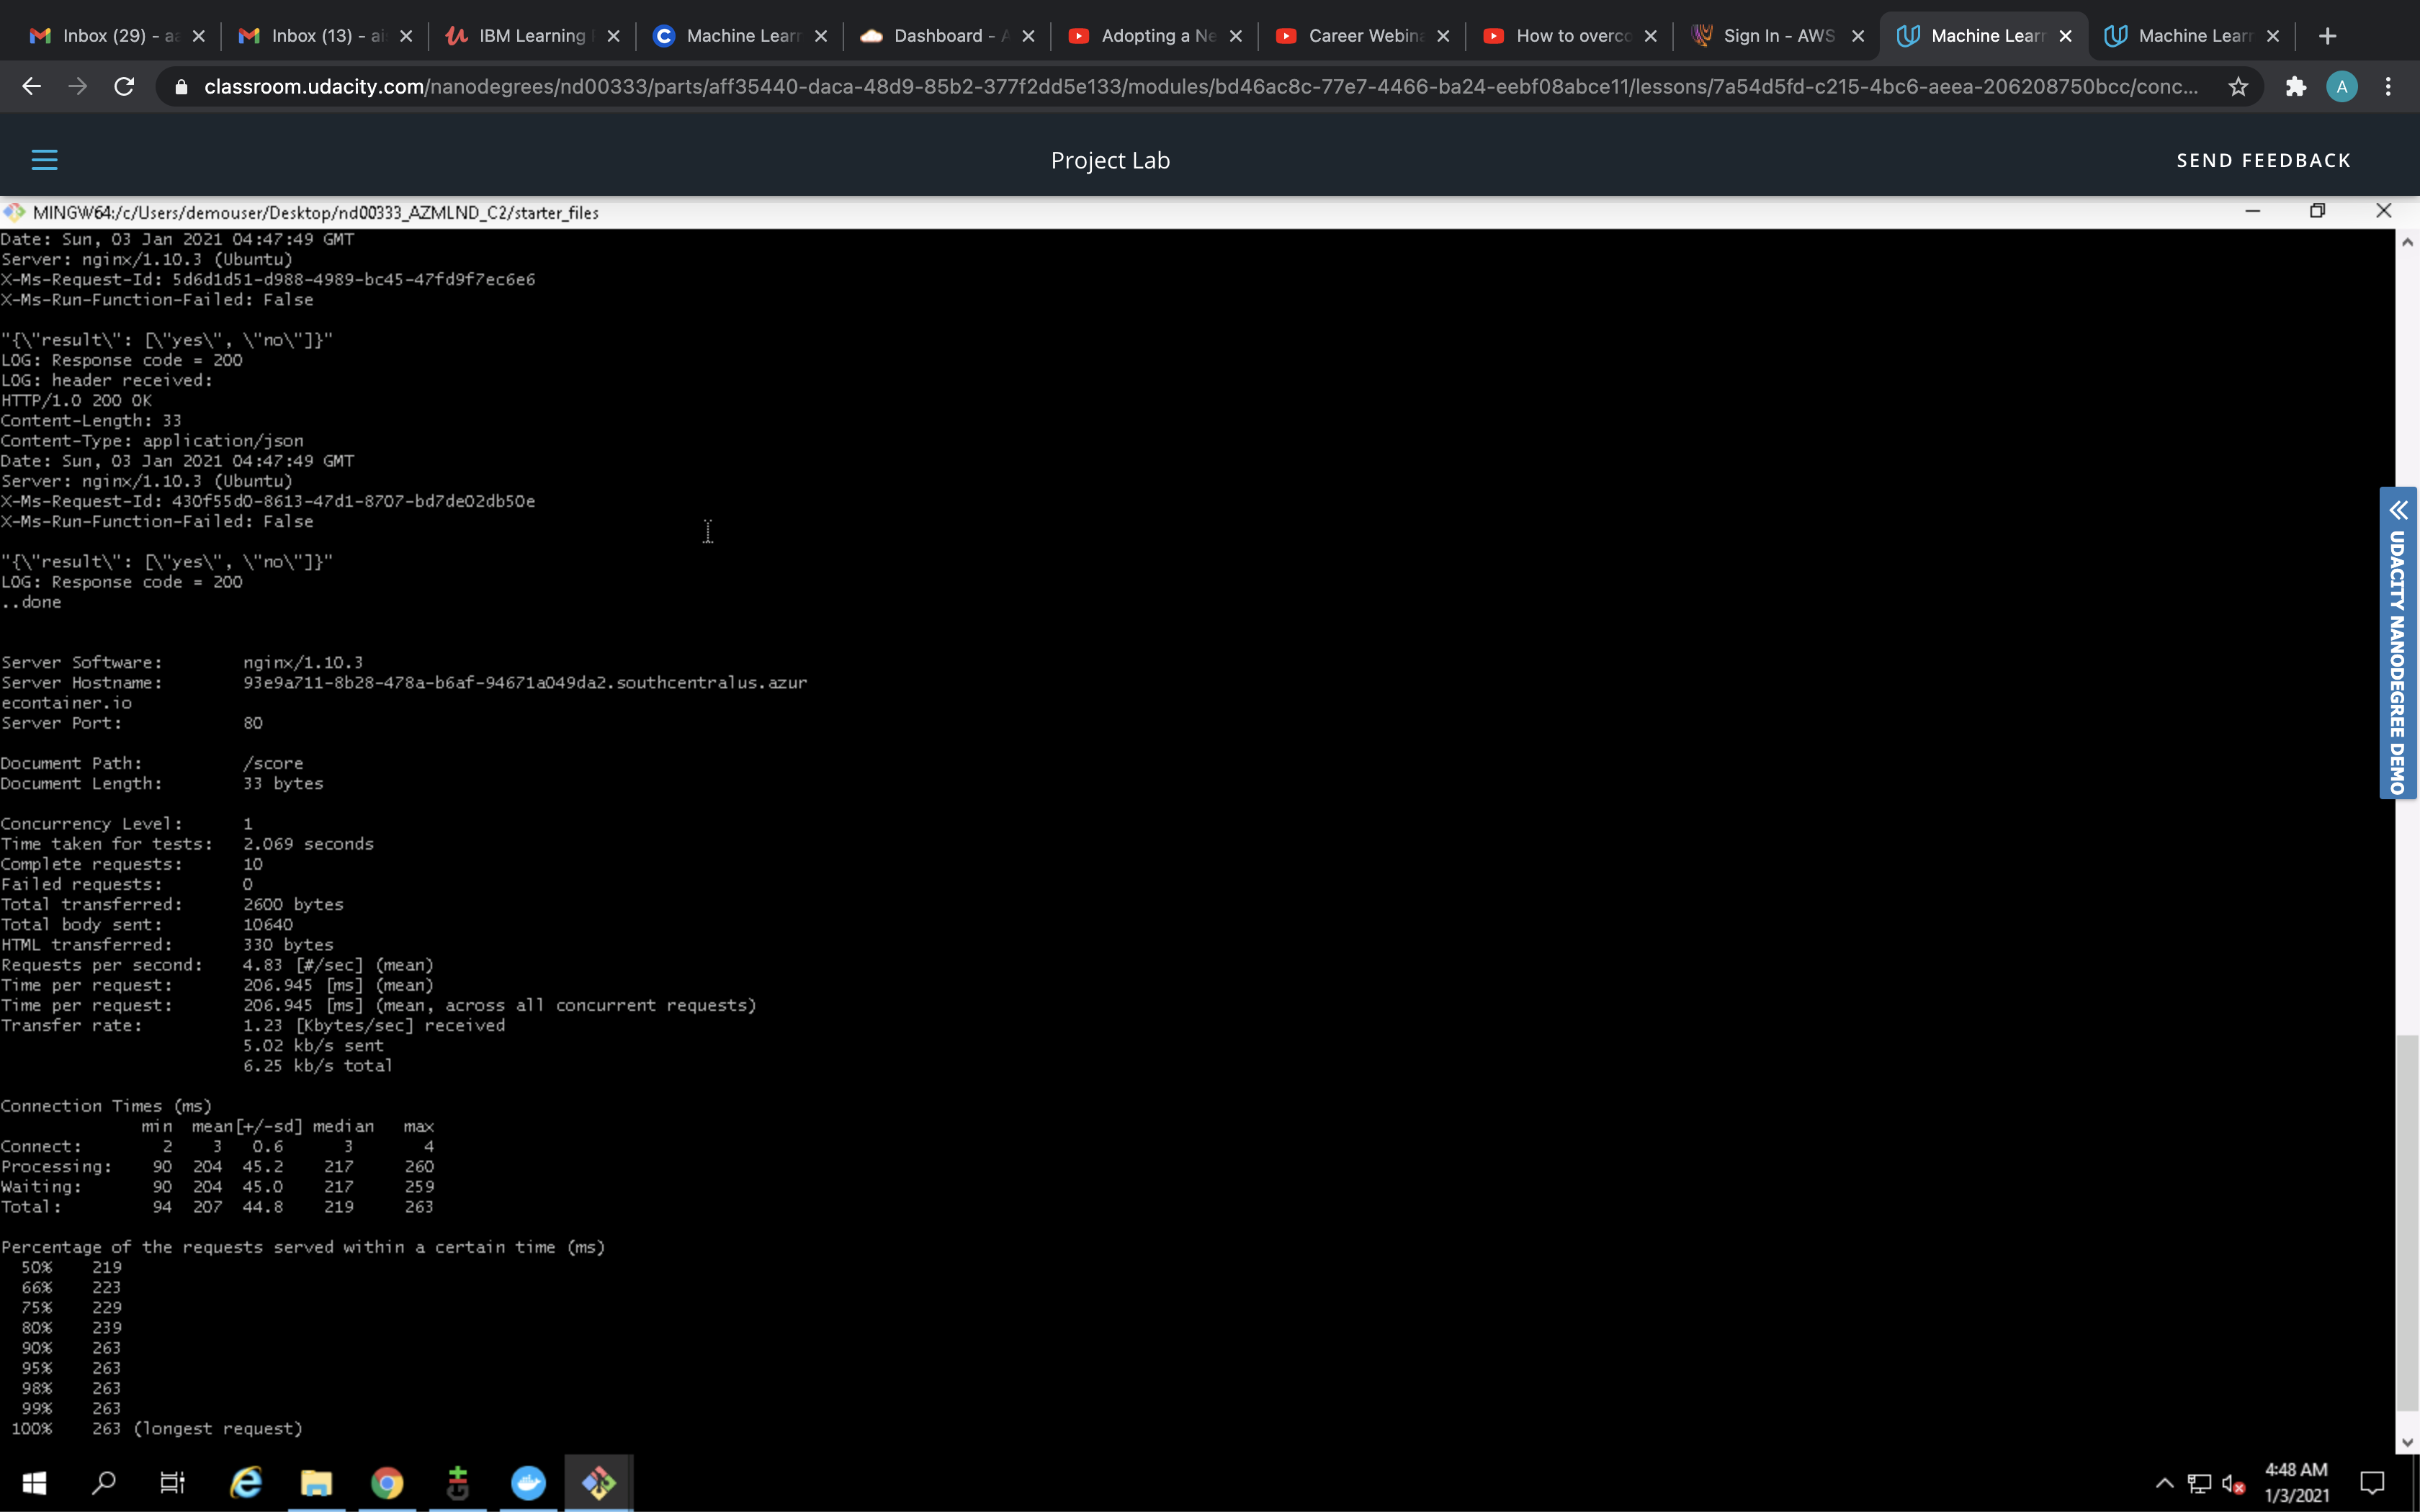 Inbox (29) - aa
Inbox (13) - ai
IBM Learning
Machine Lear
Dashboard - A
Adopting a Ne
Career Webina
How to overco
Sign In - AWS
Machine Lear
Machine Lear
classroom.udacity.com/nanodegrees/nd00333/parts/aff35440-daca-48d9-85b2-377f2dd5e133/modules/bd46ac8c-77e7-4466-ba24-eebf08abce11/lessons/7a54d5fd-c215-4bc6-aeea-206208750bcc/conc...
A
Project Lab
SEND FEEDBACK
MINGW64:/c/Users/demouser/Desktop/nd00333_AZMLND_C2/starter_files
Date: Sun, 03 Jan 2021 04:47:49 GMT
Server: nginx/1.10.3 (Ubuntu)
X-Ms-Request-Id: 5d6d1d51-d988-4989-bc45-47fd9f7ec6e6
X-Ms-Run-Function-Failed: False
"{\"result\": [\"yes\", \"no\"]}"
LOG: Response code = 200
LOG: header received:
HTTP/1.0 200 OK
Content-Length: 33
Content-Type: application/json
Date: Sun, 03 Jan 2021 04:47:49 GMT
Server: nginx/1.10.3 (Ubuntu)
X-Ms-Request-Id: 430f55d0-8613-47d1-8707-bd7de02db50e
X-Ms-Run-Function-Failed: False
"{\"result\": [\"yes\", \"no\"]}"
LOG: Response code = 200
..done
Server Software: nginx/1.10.3
Server Hostname: 93e9a711-8b28-478a-b6af-94671a049da2.southcentralus.azur
econtainer.io
Server Port: 80
Document Path: /score
Document Length: 33 bytes
Concurrency Level: 1
Time taken for tests: 2.069 seconds
Complete requests: 10
Failed requests: 0
Total transferred: 2600 bytes
Total body sent: 10640
HTML transferred: 330 bytes
Requests per second: 4.83 [#/sec] (mean)
Time per request: 206.945 [ms] (mean)
Time per request: 206.945 [ms] (mean, across all concurrent requests)
Transfer rate: 1.23 [Kbytes/sec] received
5.02 kb/s sent
6.25 kb/s total
Connection Times (ms)
min mean[+/-sd] median max
Connect: 2 3 0.6 3 4
Processing: 90 204 45.2 217 260
Waiting: 90 204 45.0 217 259
Total: 94 207 44.8 219 263
Percentage of the requests served within a certain time (ms)
50% 219
66% 223
75% 229
80% 239
90% 263
95% 263
98% 263
99% 263
100% 263 (longest request)
UDACITY NANODEGREE DEMO
4:48 AM
1/3/2021